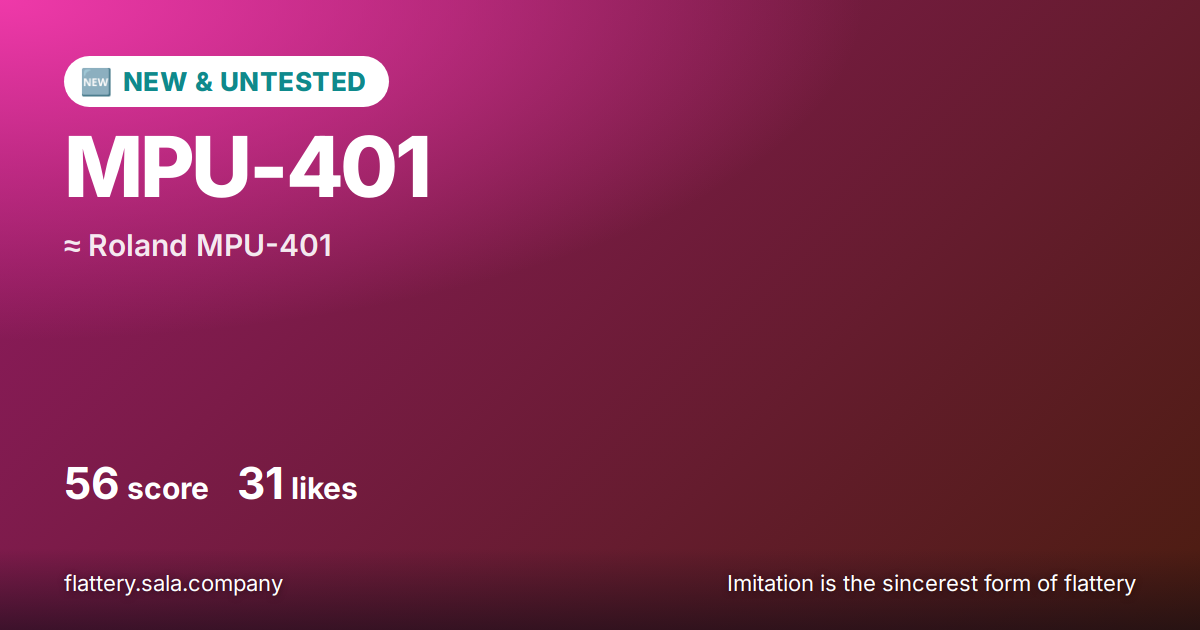 🆕 NEW & UNTESTED
MPU-401
≈ Roland MPU-401
56 score 31 likes
flattery.sala.company
Imitation is the sincerest form of flattery